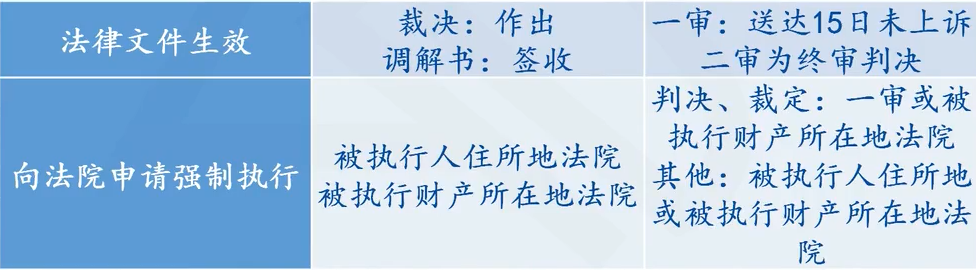 法律文件生效
裁决：作出
调解书：签收
一审：送达15日未上诉
二审为终审判决
向法院申请强制执行
被执行人住所地法院
被执行财产所在地法院
判决、裁定：一审或被
执行财产所在地法院
其他：被执行人住所地
或被执行财产所在地法
院